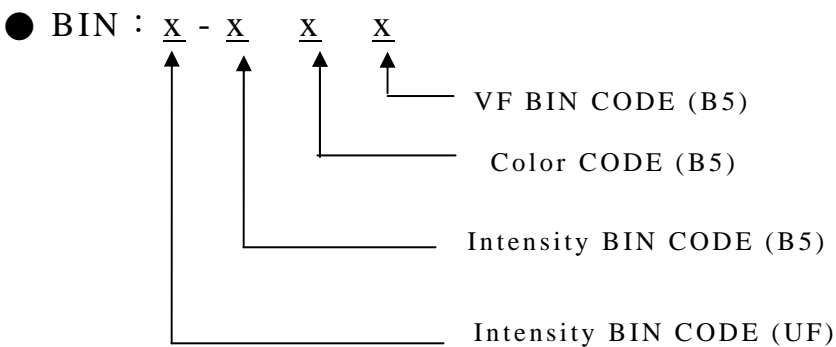 ● BIN：x - x x x
VF BIN CODE (B5)
Color CODE (B5)
Intensity BIN CODE (B5)
Intensity BIN CODE (UF)